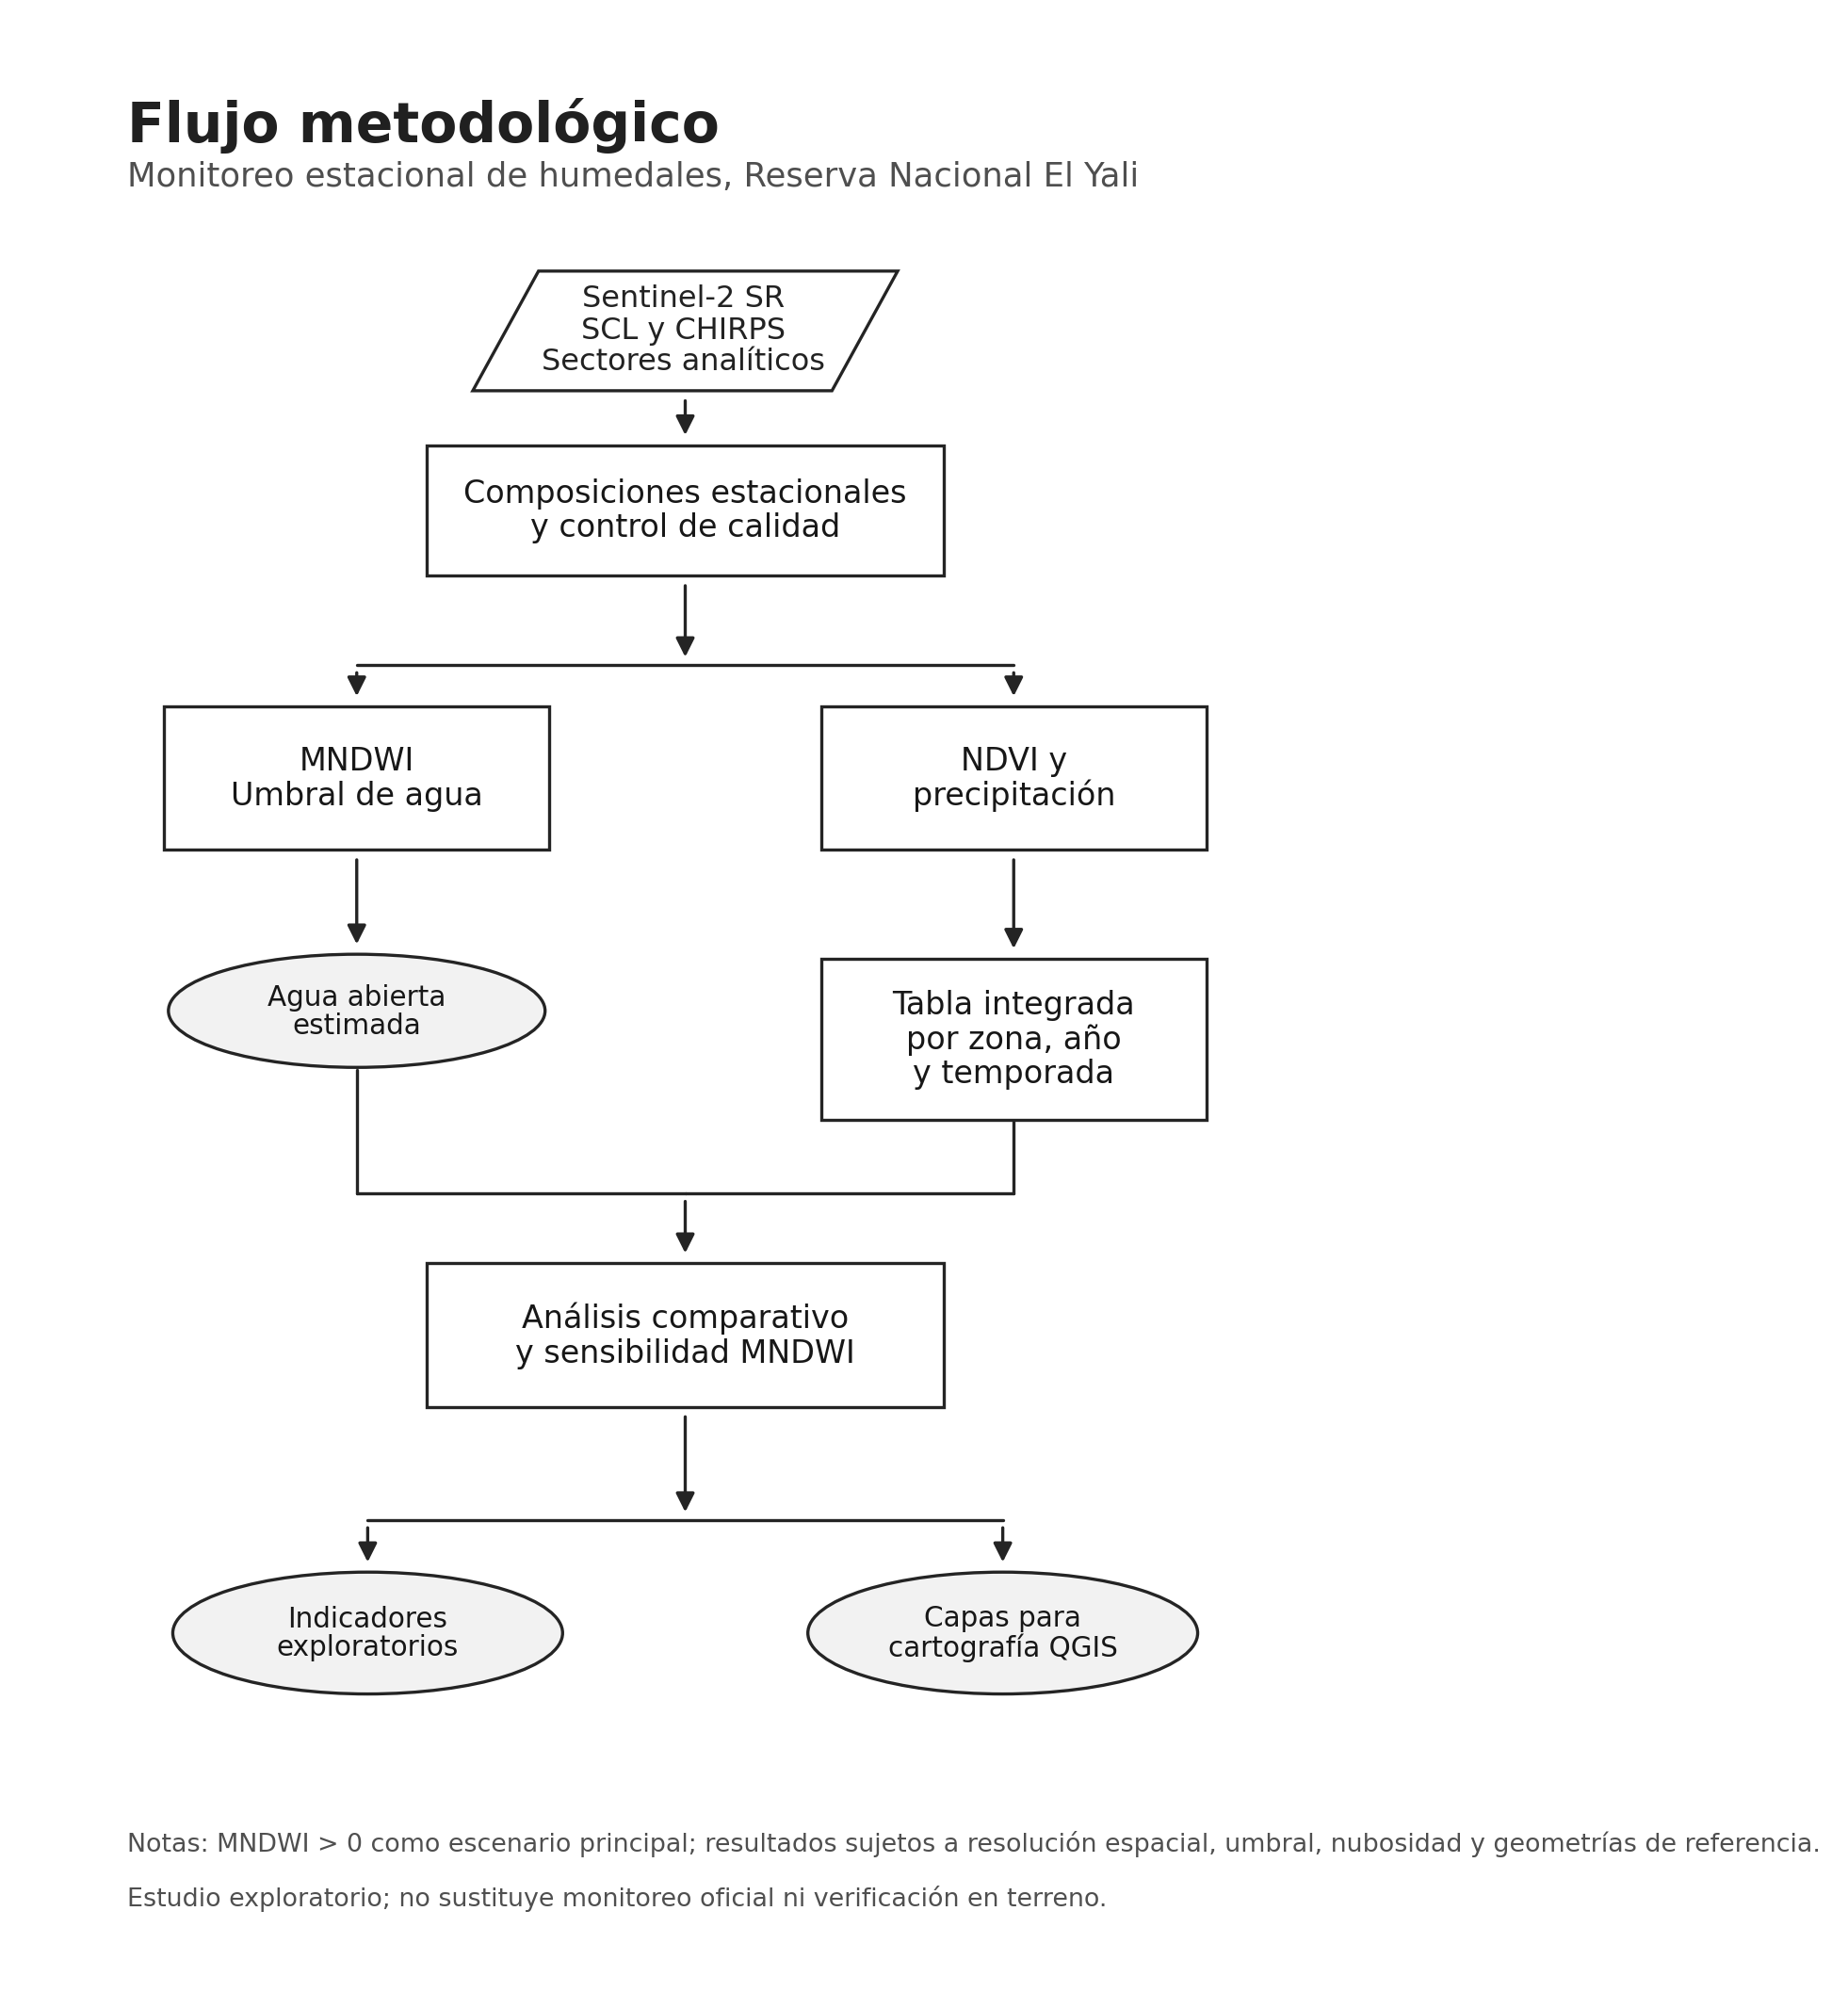 Flujo metodológico
Monitoreo estacional de humedales, Reserva Nacional El Yali
Sentinel-2 SR
SCL y CHIRPS
Sectores analíticos
Composiciones estacionales
y control de calidad
MNDWI
Umbral de agua
NDVI y
precipitación
Agua abierta
estimada
Tabla integrada
por zona, año
y temporada
Análisis comparativo
y sensibilidad MNDWI
Indicadores
exploratorios
Capas para
cartografía QGIS
Notas: MNDWI > 0 como escenario principal; resultados sujetos a resolución espacial, umbral, nubosidad y geometrías de referencia.
Estudio exploratorio; no sustituye monitoreo oficial ni verificación en terreno.